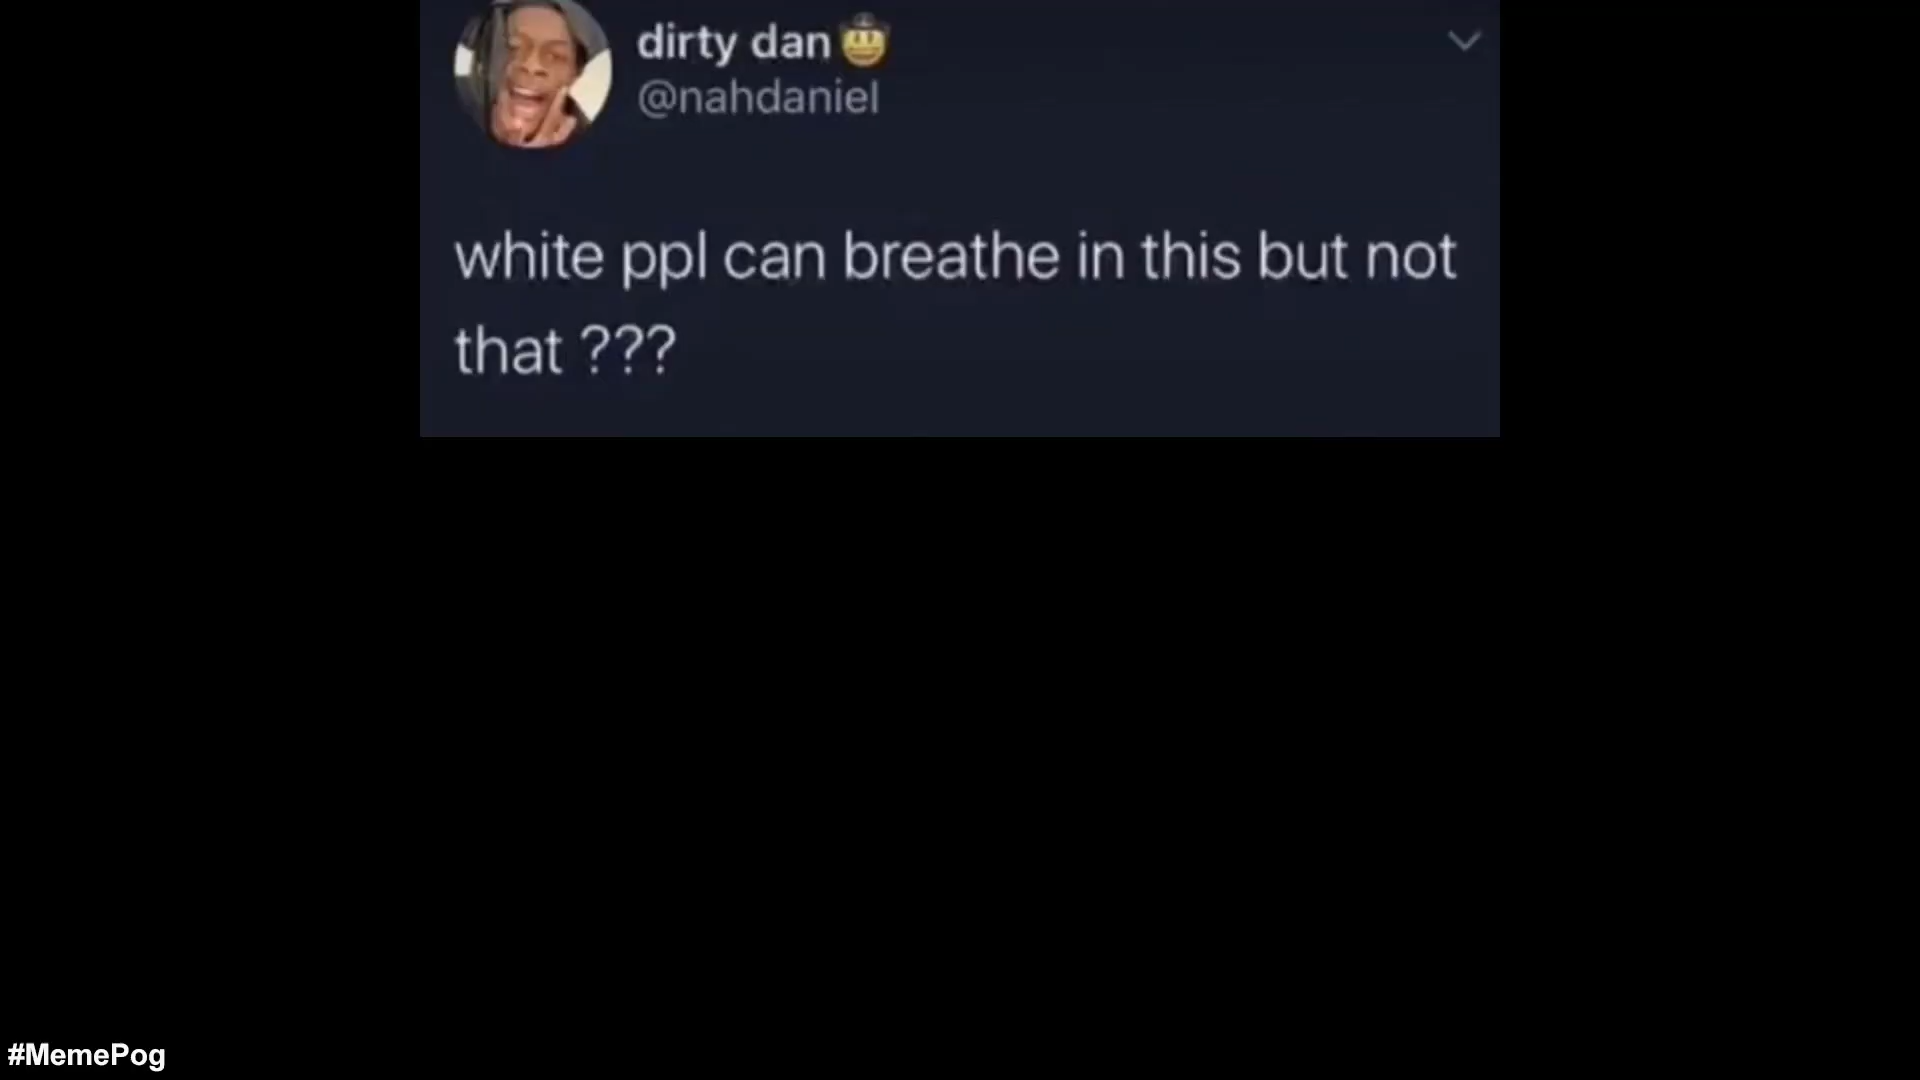 dirty dan 🤠
@nahdaniel
white ppl can breathe in this but not
that ???
#MemePog